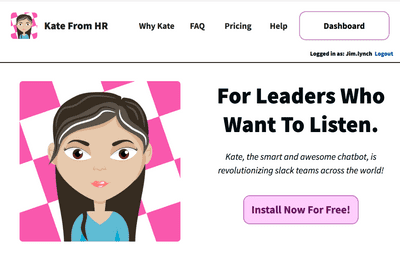 Kate From HR
Why Kate FAQ Pricing Help Dashboard
Logged in as: Jim.lynch Logout
For Leaders Who
Want To Listen.
Kate, the smart and awesome chatbot, is
revolutionizing slack teams across the world!
Install Now For Free!